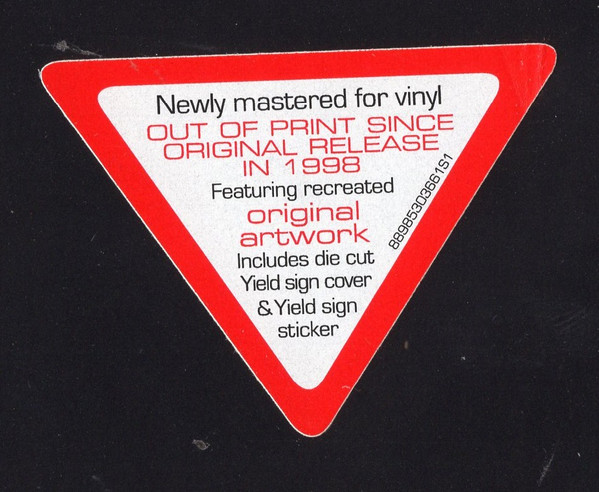 Newly mastered for vinyl
OUT OF PRINT SINCE
ORIGINAL RELEASE
IN 1998
Featuring recreated
original
artwork
Includes die cut
Yield sign cover
& Yield sign
sticker
88985303661S1